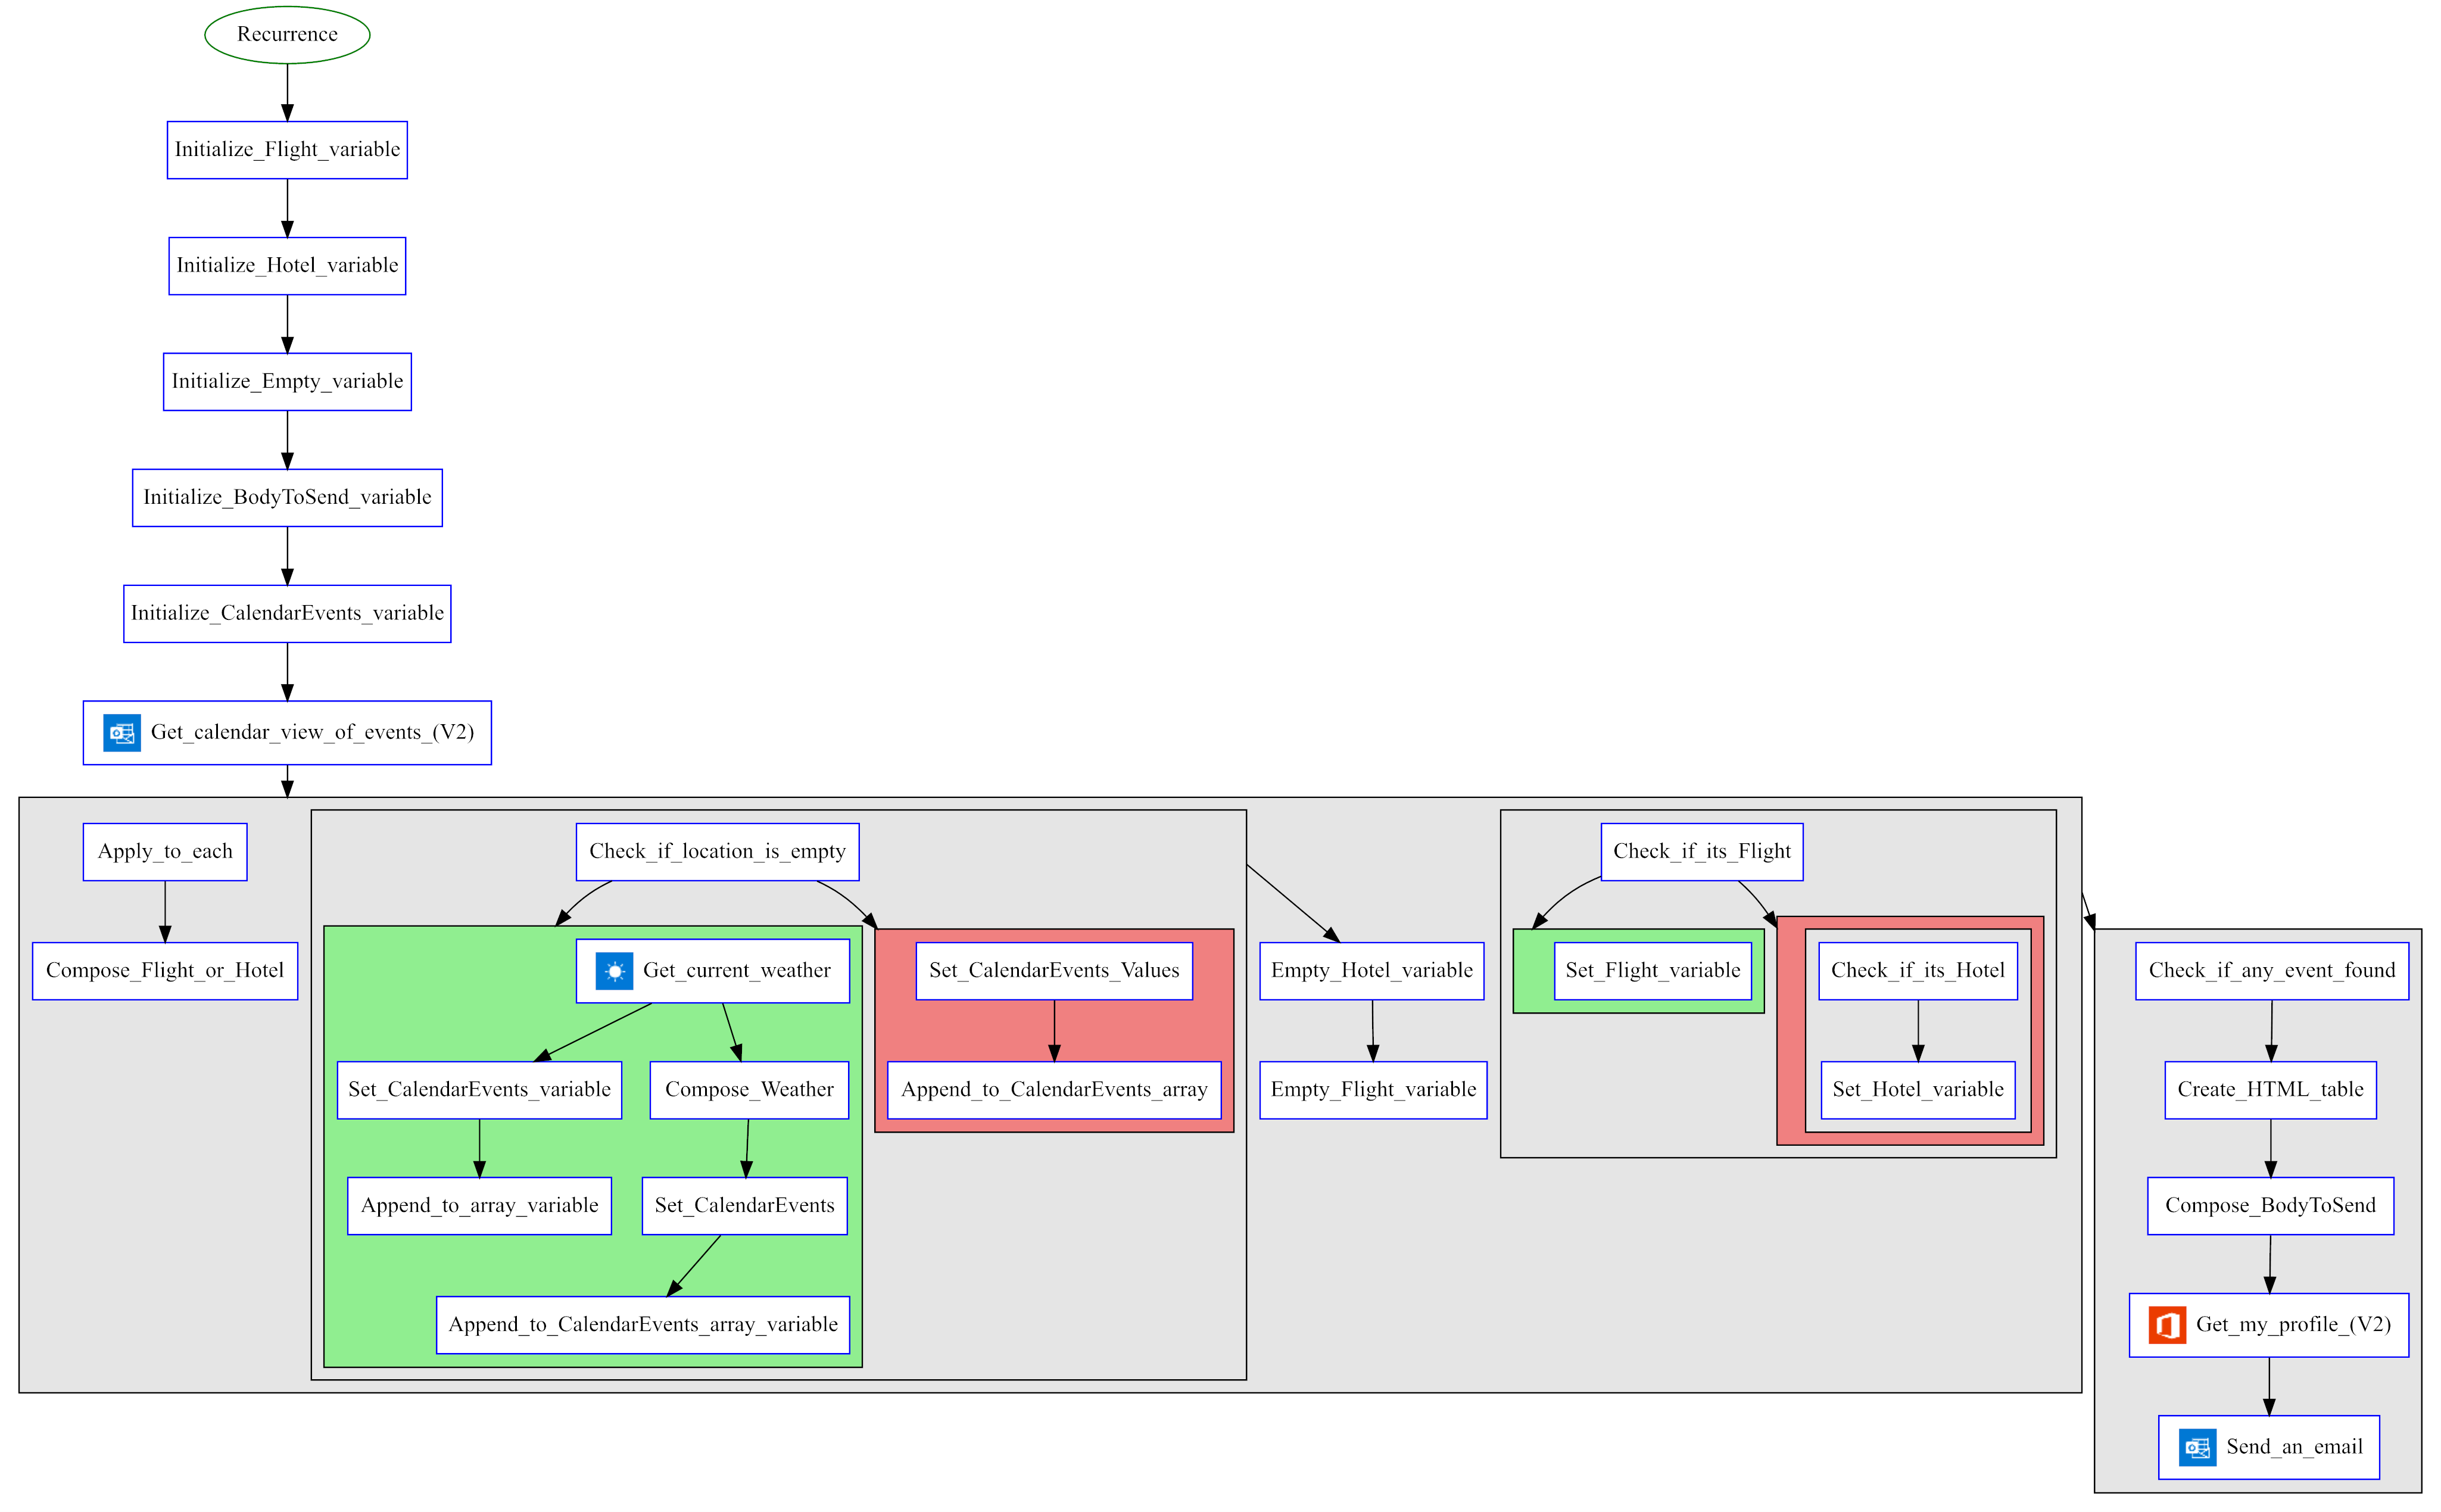 Recurrence
Initialize_Flight_variable
Initialize_Hotel_variable
Initialize_Empty_variable
Initialize_BodyToSend_variable
Initialize_CalendarEvents_variable
Get_calendar_view_of_events_(V2)
Apply_to_each
Compose_Flight_or_Hotel
Check_if_location_is_empty
Get_current_weather
Set_CalendarEvents_variable
Compose_Weather
Append_to_array_variable
Set_CalendarEvents
Append_to_CalendarEvents_array_variable
Set_CalendarEvents_Values
Append_to_CalendarEvents_array
Empty_Hotel_variable
Empty_Flight_variable
Check_if_its_Flight
Set_Flight_variable
Check_if_its_Hotel
Set_Hotel_variable
Check_if_any_event_found
Create_HTML_table
Compose_BodyToSend
Get_my_profile_(V2)
Send_an_email